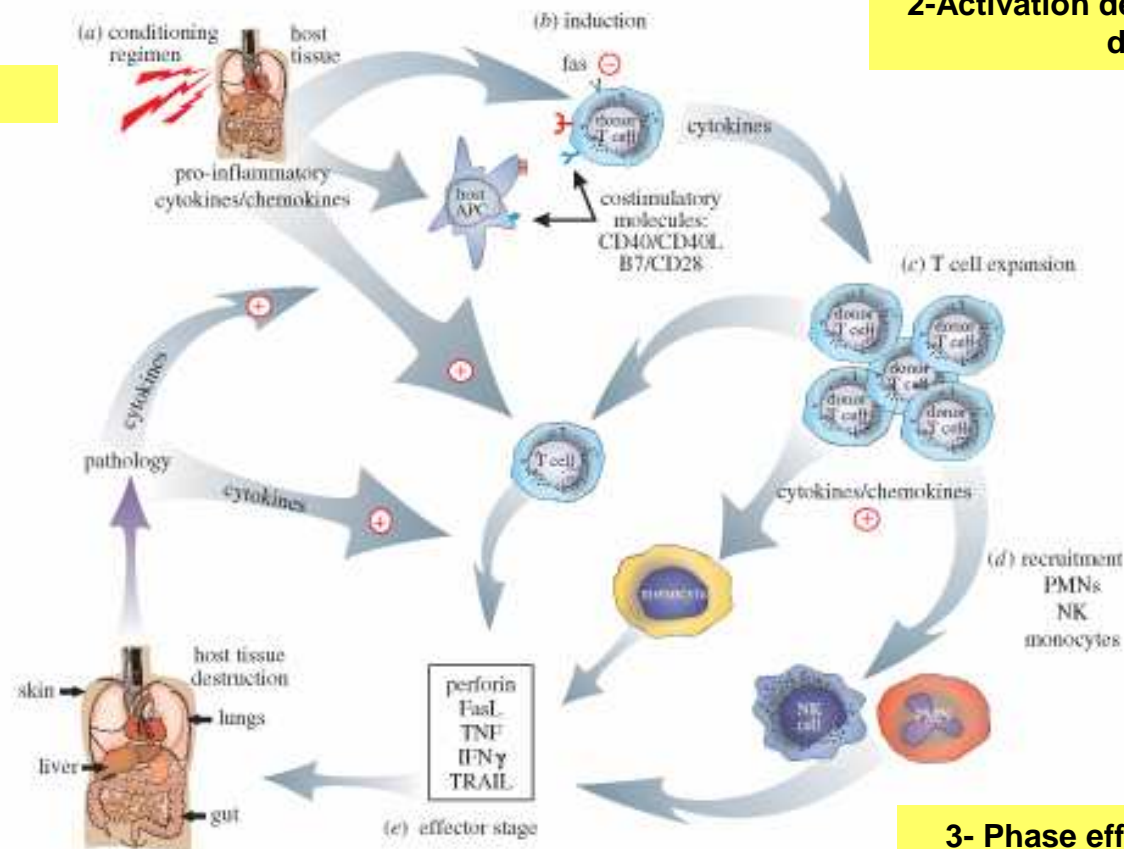 2-Activation de
d
(a) conditioning
regimen
host
tissue
(b) induction
fas ⊖
donor
T cell
cytokines
pro-inflammatory
cytokines/chemokines
host
APC
costimulatory
molecules:
CD40/CD40L
B7/CD28
(c) T cell expansion
donor
T cell
donor
T cell
donor
T cell
donor
T cell
donor
T cell
+
+
cytokines
T cell
pathology
cytokines
+
cytokines/chemokines
+
monocyte
(d) recruitment
PMNs
NK
monocytes
host tissue
destruction
skin
lungs
liver
gut
perforin
FasL
TNF
IFNγ
TRAIL
NK
cell
PMN
(e) effector stage
3- Phase eff